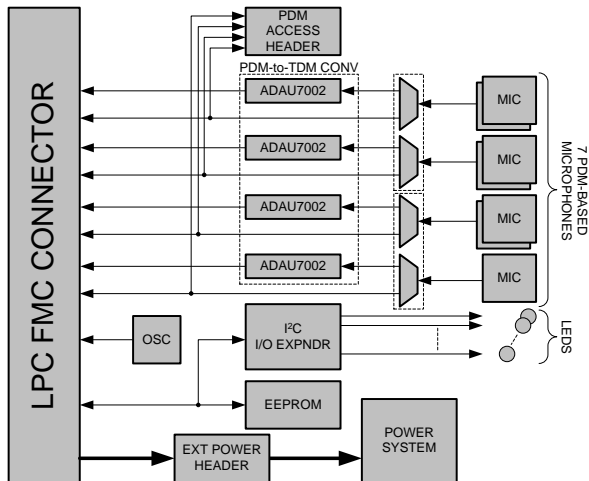 PDM
ACCESS
HEADER
PDM-to-TDM CONV
LPC FMC CONNECTOR
ADAU7002
MIC
ADAU7002
MIC
ADAU7002
MIC
ADAU7002
MIC
7 PDM-BASED
MICROPHONES
OSC
I²C
I/O EXPNDR
LEDS
EEPROM
EXT POWER
HEADER
POWER
SYSTEM